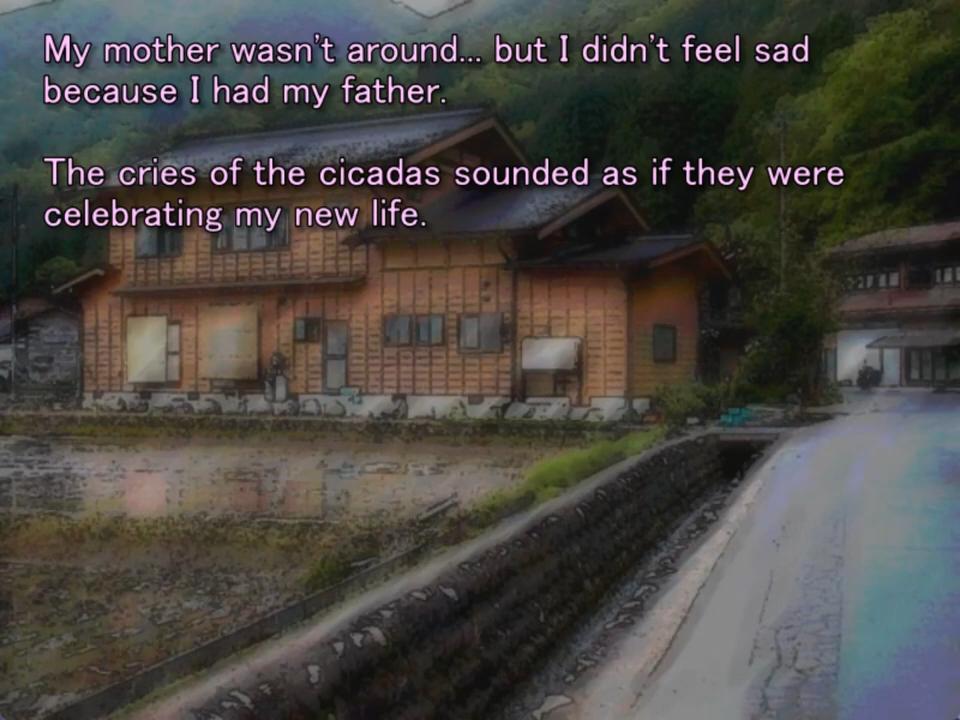 My mother wasn't around... but I didn't feel sad
because I had my father.
The cries of the cicadas sounded as if they were
celebrating my new life.